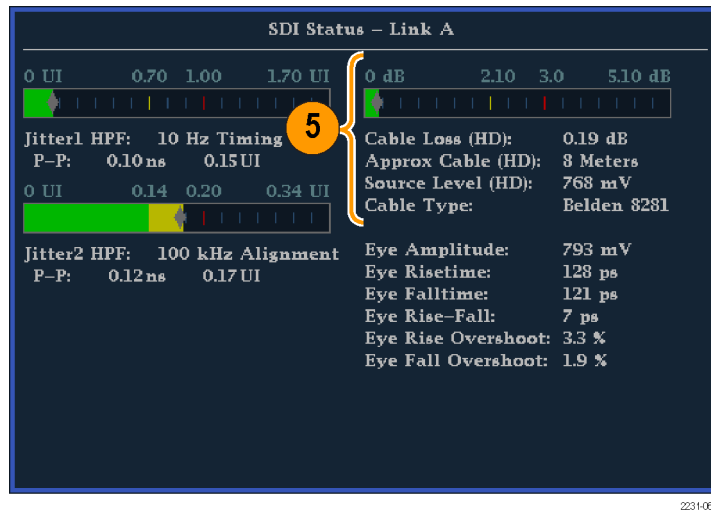 SDI Status – Link A
0 UI 0.70 1.00 1.70 UI
Jitter1 HPF: 10 Hz Timing
P–P: 0.10 ns 0.15 UI
0 UI 0.14 0.20 0.34 UI
Jitter2 HPF: 100 kHz Alignment
P–P: 0.12 ns 0.17 UI
5
0 dB 2.10 3.0 5.10 dB
Cable Loss (HD): 0.19 dB
Approx Cable (HD): 8 Meters
Source Level (HD): 768 mV
Cable Type: Belden 8281
Eye Amplitude: 793 mV
Eye Risetime: 128 ps
Eye Falltime: 121 ps
Eye Rise–Fall: 7 ps
Eye Rise Overshoot: 3.3 %
Eye Fall Overshoot: 1.9 %